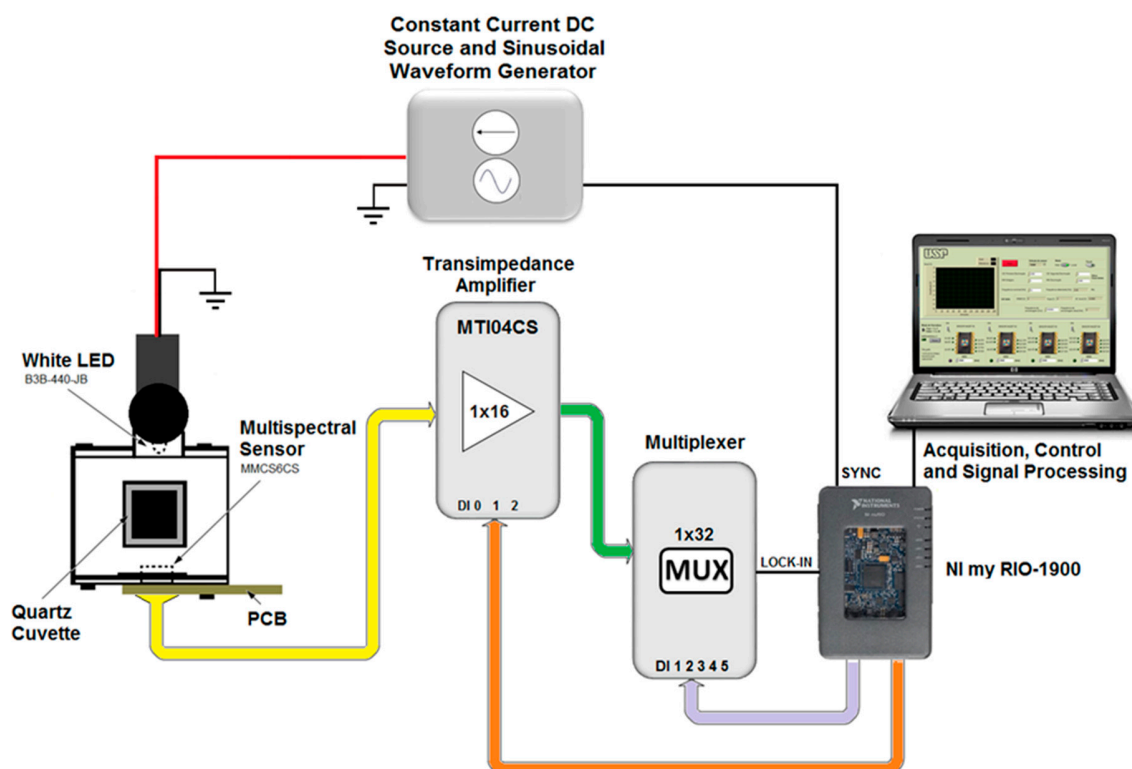 Constant Current DC
Source and Sinusoidal
Waveform Generator
Transimpedance
Amplifier
MTI04CS
1x16
DI 0 1 2
White LED
B3B-440-JB
Multispectral
Sensor
MMCS6CS
Quartz
Cuvette
PCB
Multiplexer
1x32
MUX
DI 1 2 3 4 5
LOCK-IN
SYNC
USSP
Acquisition, Control
and Signal Processing
NATIONAL
INSTRUMENTS
NI my RIO-1900